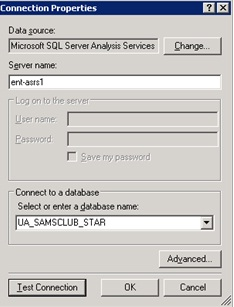 Connection Properties
Data source:
Microsoft SQL Server Analysis Services
Change...
Server name:
ent-asrs1
Log on to the server
User name:
Password:
Save my password
Connect to a database
Select or enter a database name:
UA_SAMSCLUB_STAR
Advanced...
Test Connection
OK
Cancel